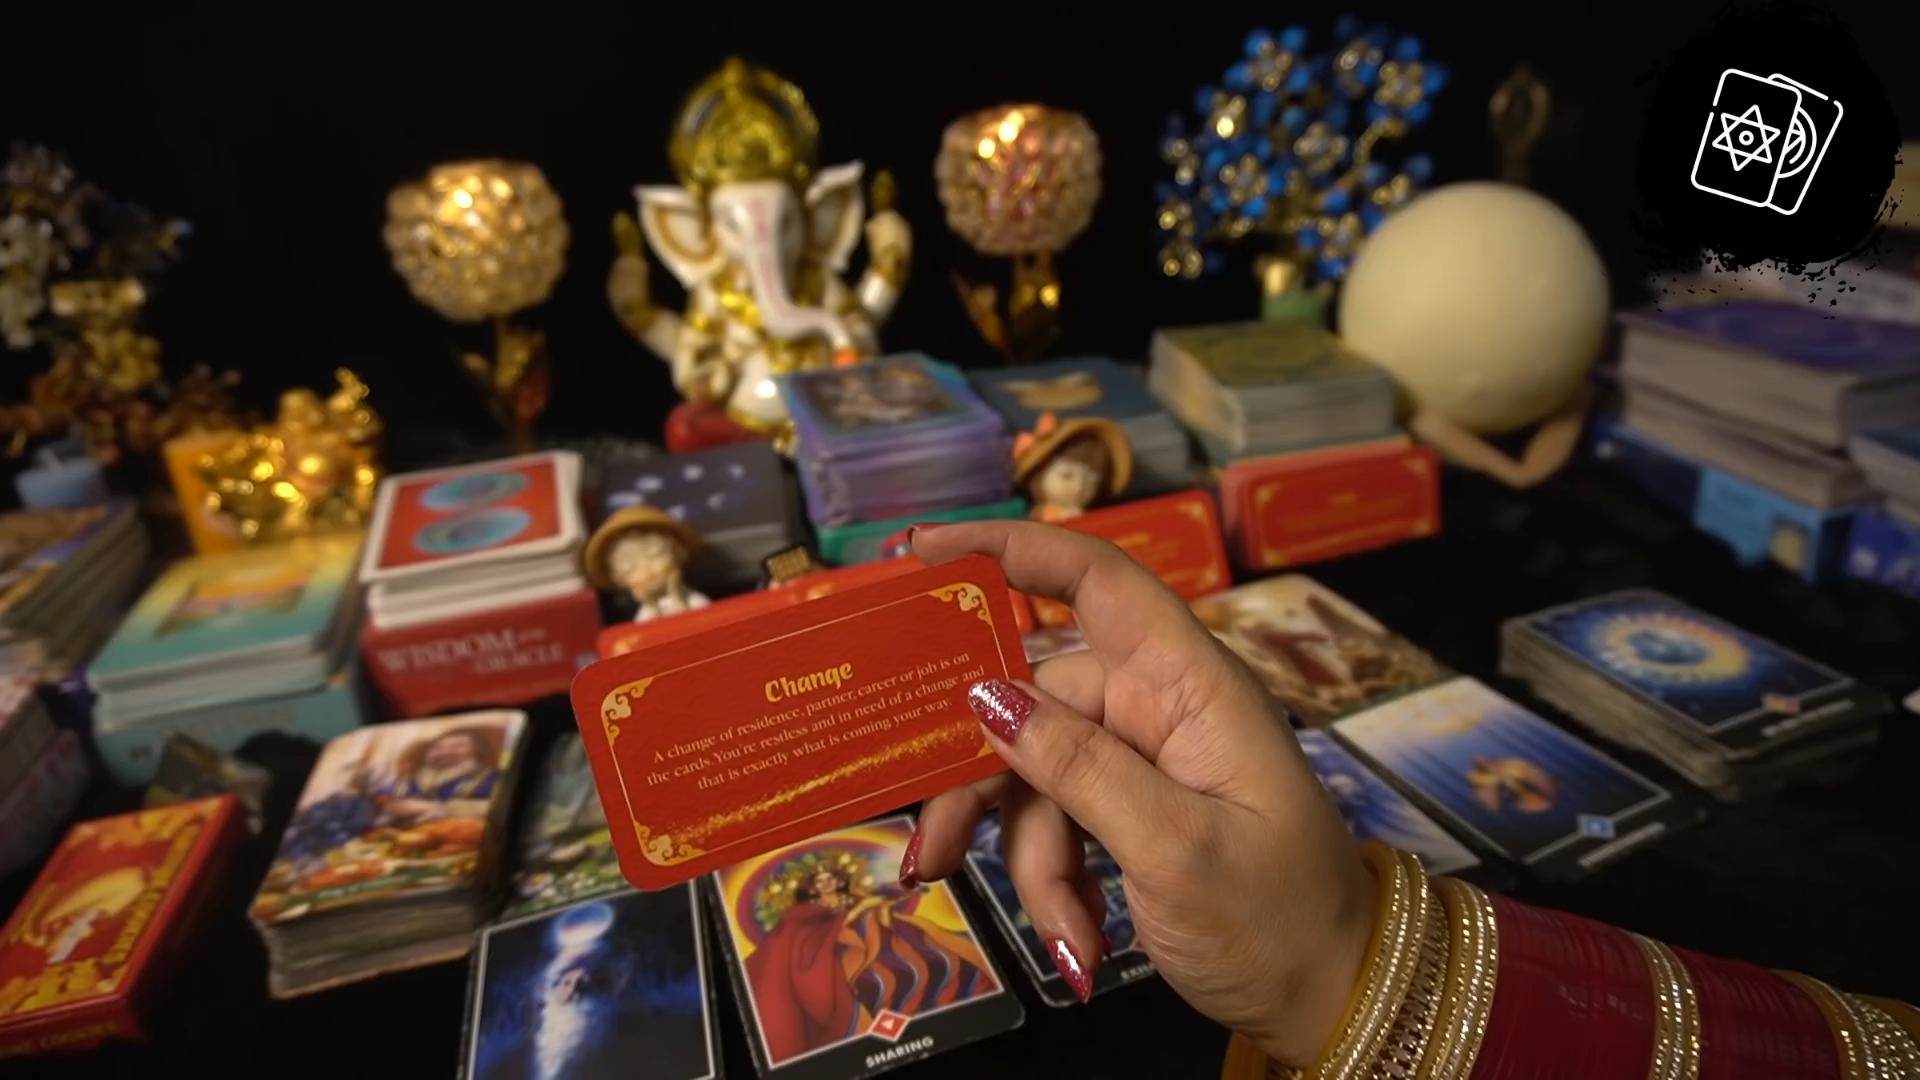 WISDOM
ORACLE
Change
A change of residence, partner, career or job is on
the cards. You're restless and in need of a change and
that is exactly what is coming your way.
SHARING